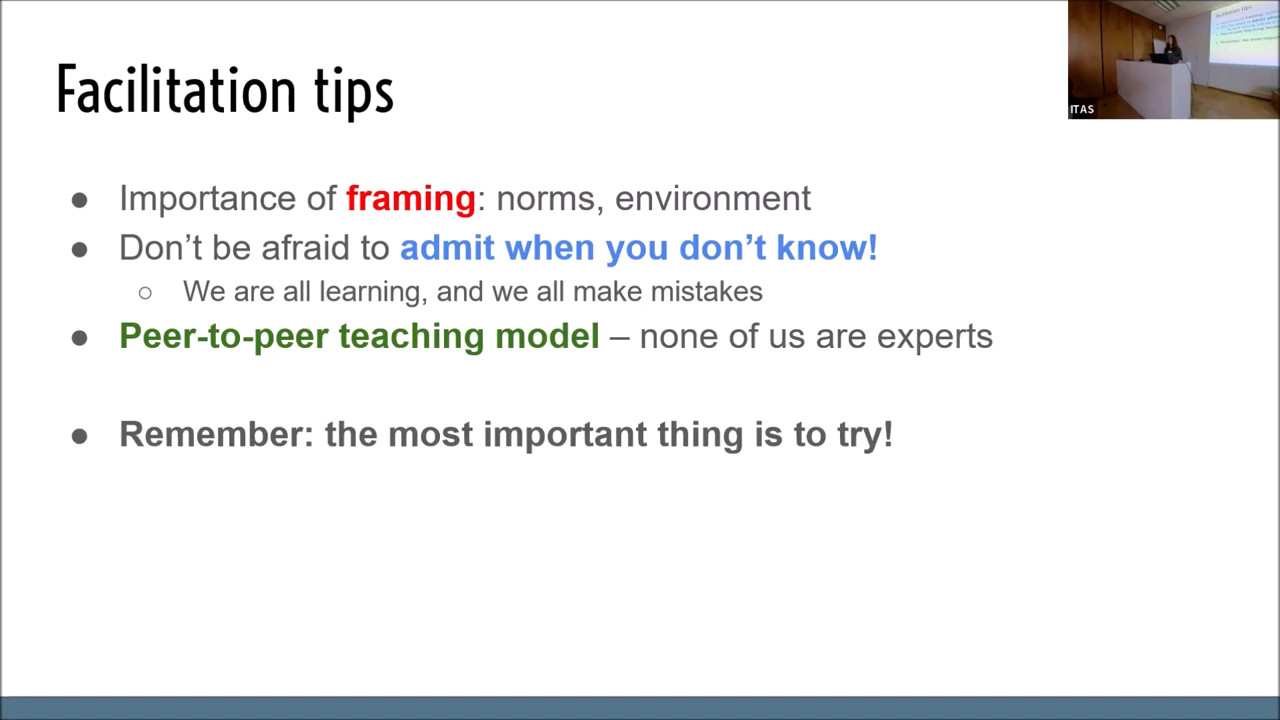 Facilitation tips
● Importance of framing: norms, environment
● Don’t be afraid to admit when you don’t know!
○ We are all learning, and we all make mistakes
● Peer-to-peer teaching model – none of us are experts
● Remember: the most important thing is to try!
Facilitation tips
ITAS